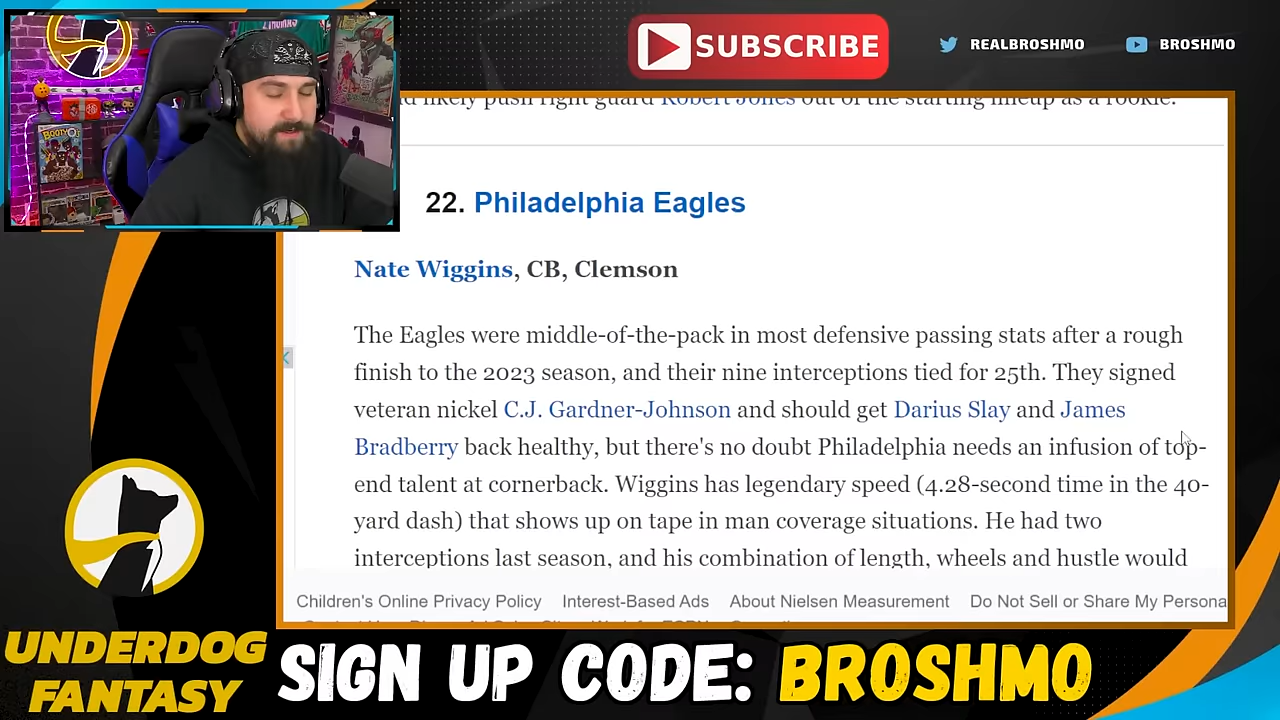 SUBSCRIBE
REALBROSHMO
BROSHMO
likely push right guard Robert Jones out of the starting lineup as a rookie.
22. Philadelphia Eagles
Nate Wiggins, CB, Clemson
The Eagles were middle-of-the-pack in most defensive passing stats after a rough
finish to the 2023 season, and their nine interceptions tied for 25th. They signed
veteran nickel C.J. Gardner-Johnson and should get Darius Slay and James
Bradberry back healthy, but there's no doubt Philadelphia needs an infusion of top-
end talent at cornerback. Wiggins has legendary speed (4.28-second time in the 40-
yard dash) that shows up on tape in man coverage situations. He had two
interceptions last season, and his combination of length, wheels and hustle would
Children's Online Privacy Policy Interest-Based Ads About Nielsen Measurement Do Not Sell or Share My Persona
UNDERDOG
FANTASY
SIGN UP CODE: BROSHMO